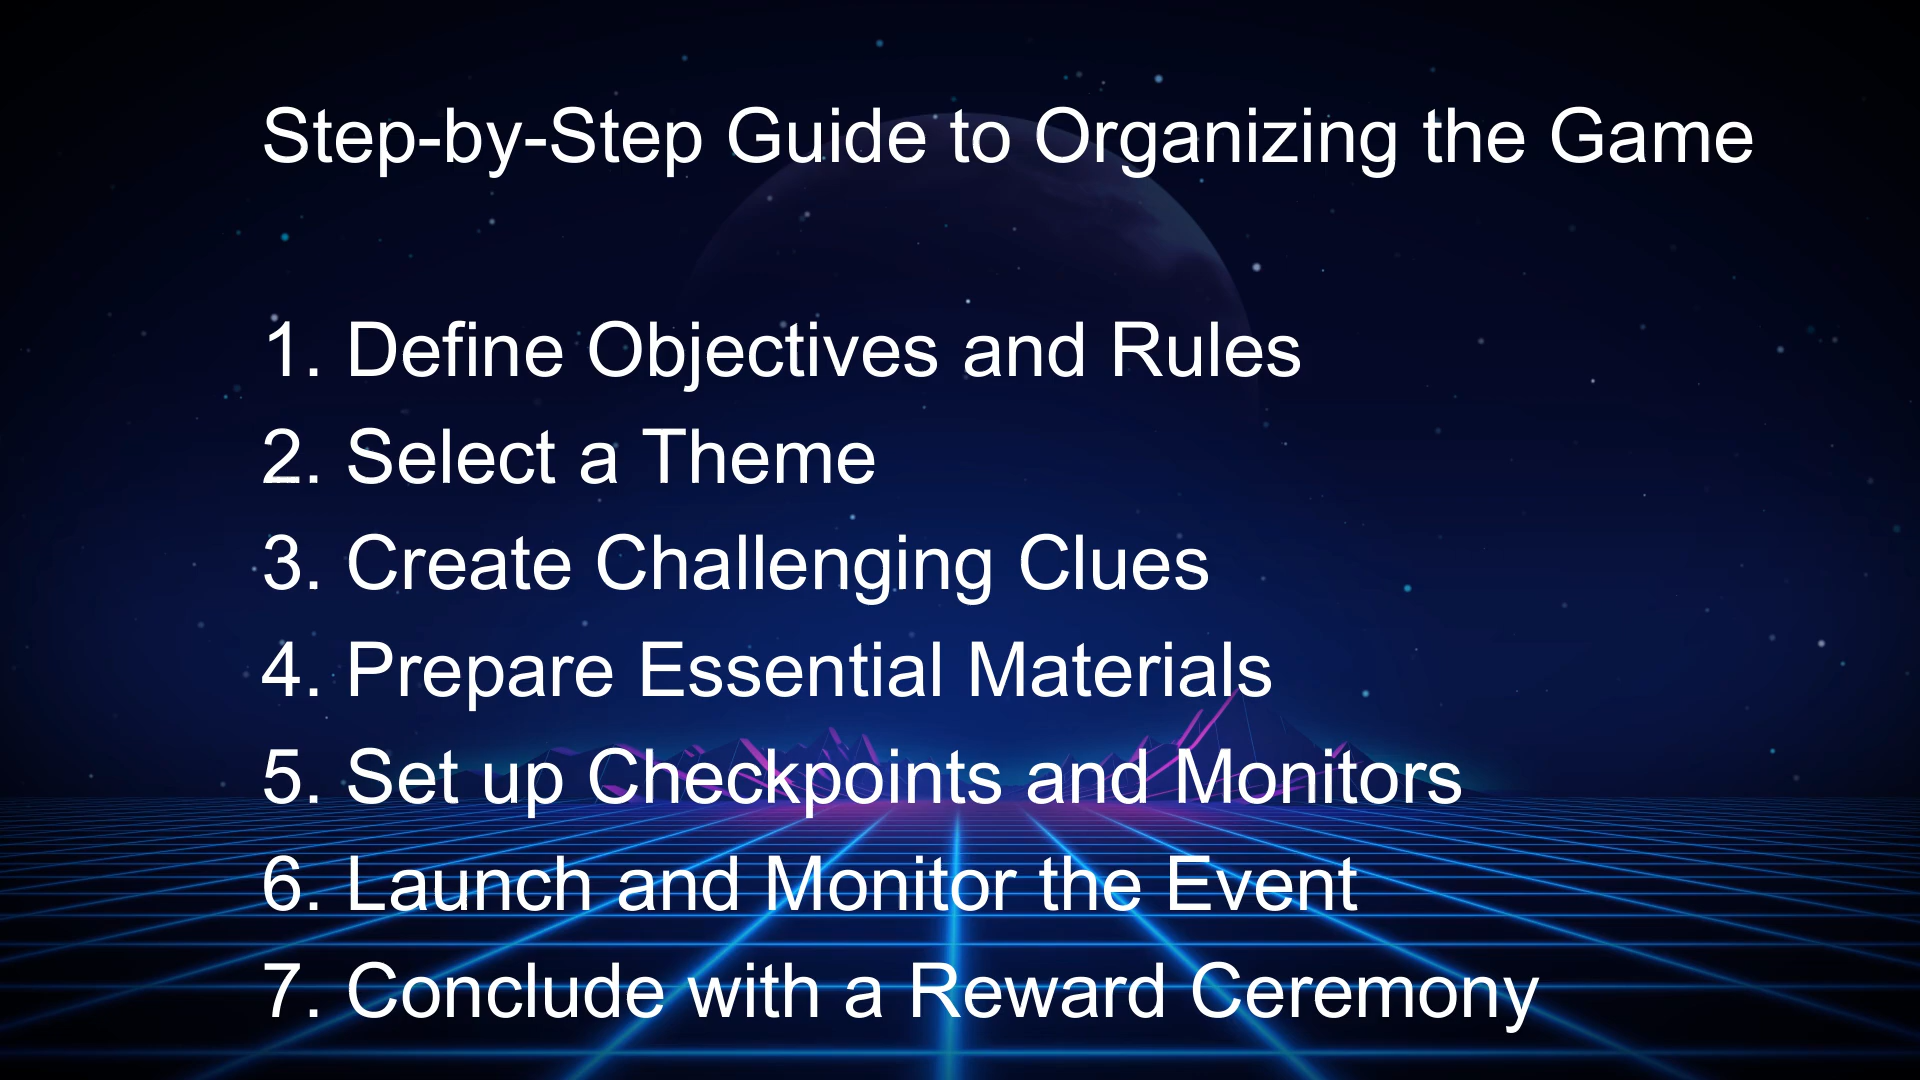 Step-by-Step Guide to Organizing the Game
1. Define Objectives and Rules
2. Select a Theme
3. Create Challenging Clues
4. Prepare Essential Materials
5. Set up Checkpoints and Monitors
6. Launch and Monitor the Event
7. Conclude with a Reward Ceremony